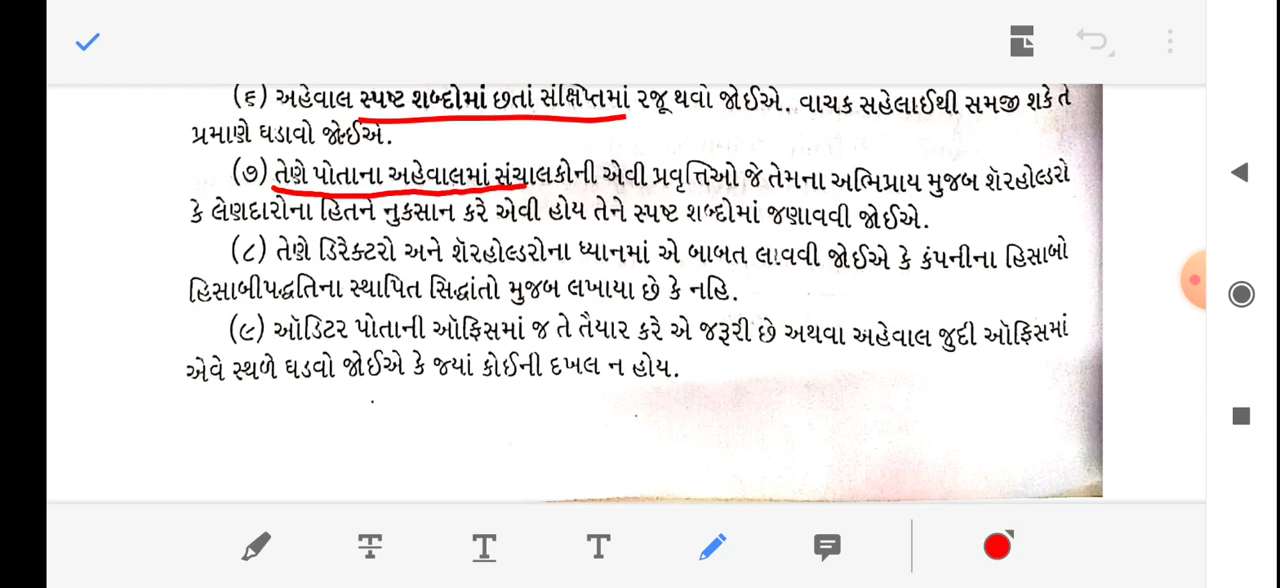 (૬) અહેવાલ સ્પષ્ટ શબ્દોમાં છતાં સંક્ષિપ્તમાં રજૂ થવો જોઈએ. વાચક સહેલાઈથી સમજી શકે તે
પ્રમાણે ઘડાવો જોઈએ.
(૭) તેણે પોતાના અહેવાલમાં સંચાલકોની એવી પ્રવૃત્તિઓ જે તેમના અભિપ્રાય મુજબ શૅરહોલ્ડરો
કે લેણદારોના હિતને નુકસાન કરે એવી હોય તેને સ્પષ્ટ શબ્દોમાં જણાવવી જોઈએ.
(૮) તેણે ડિરેક્ટરો અને શૅરહોલ્ડરોના ધ્યાનમાં એ બાબત લાવવી જોઈએ કે કંપનીના હિસાબો
હિસાબીપદ્ધતિના સ્થાપિત સિદ્ધાંતો મુજબ લખાયા છે કે નહિ.
(૯) ઑડિટર પોતાની ઑફિસમાં જ તે તૈયાર કરે એ જરૂરી છે અથવા અહેવાલ જુદી ઑફિસમાં
એવે સ્થળે ઘડવો જોઈએ કે જ્યાં કોઈની દખલ ન હોય.